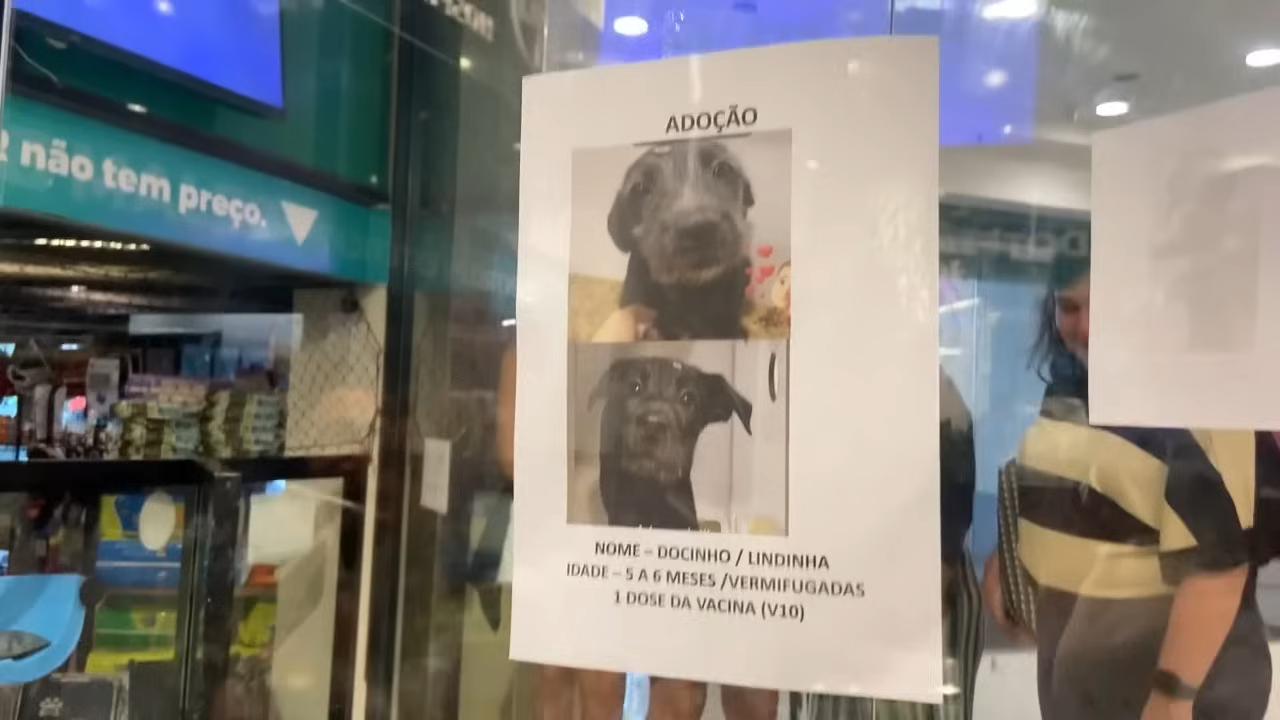 não tem preço.
ADOÇÃO
NOME – DOCINHO / LINDINHA
IDADE – 5 A 6 MESES /VERMIFUGADAS
1 DOSE DA VACINA (V10)